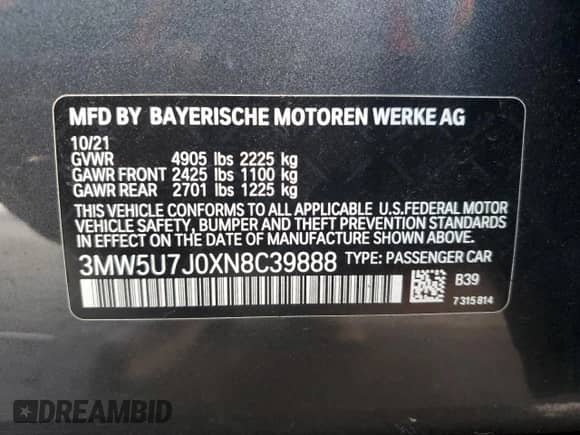 MFD BY BAYERISCHE MOTOREN WERKE AG
10/21
GVWR 4905 lbs 2225 kg
GAWR FRONT 2425 lbs 1100 kg
GAWR REAR 2701 lbs 1225 kg
THIS VEHICLE CONFORMS TO ALL APPLICABLE U.S.FEDERAL MOTOR
VEHICLE SAFETY, BUMPER AND THEFT PREVENTION STANDARDS
IN EFFECT ON THE DATE OF MANUFACTURE SHOWN ABOVE.
3MW5U7J0XN8C39888 TYPE: PASSENGER CAR
B39
7 315 814
DREAMBID